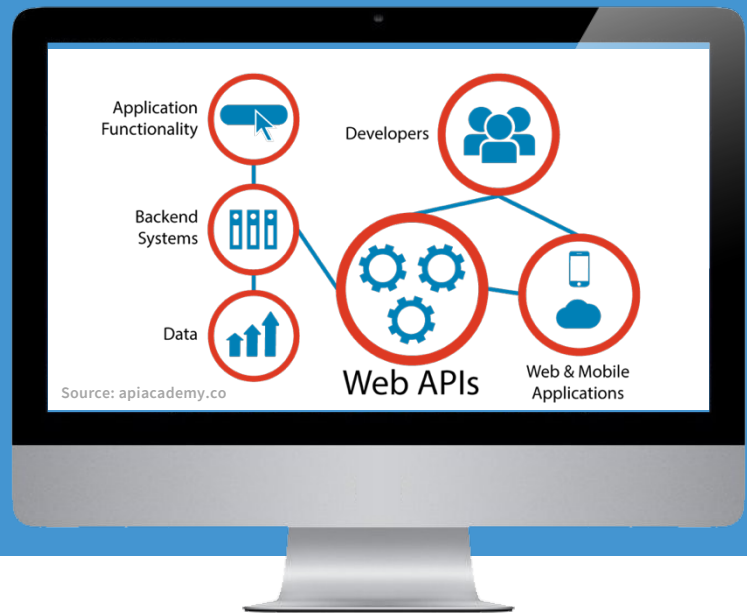 Application
Functionality
Developers
Backend
Systems
Data
Web APIs
Web & Mobile
Applications
Source: apiacademy.co